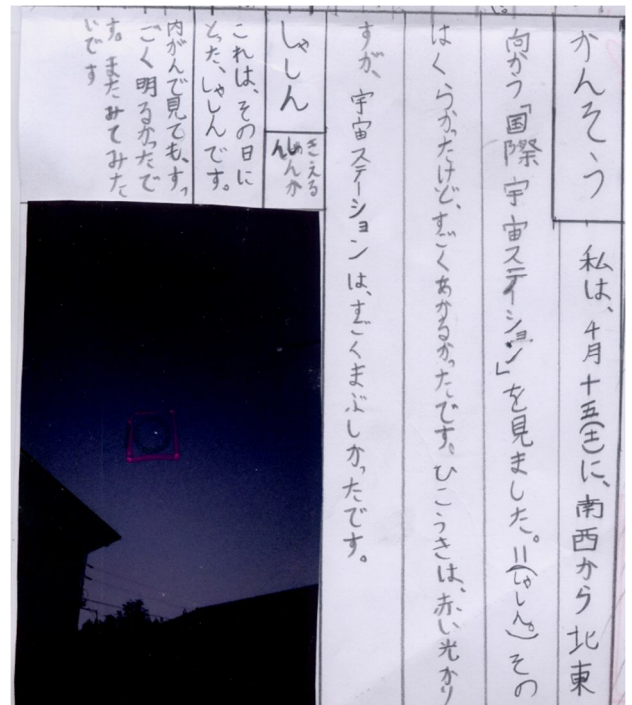 かんそう
私は、4月十五(土)に、南西から北東
向かう「国際宇宙ステイション」を見ました。=(しゃしん。)その
はくらかったけど、すごくあかるかったです。ひこうきは、赤い光かり
すが、宇宙ステーションは、すごくまぶしかったです。
しゃしん
きえる
これは、その日に
とった、しゃしんです。
内がんで見ても、すっ
ごく明るかったで
す。またみてみた
いです